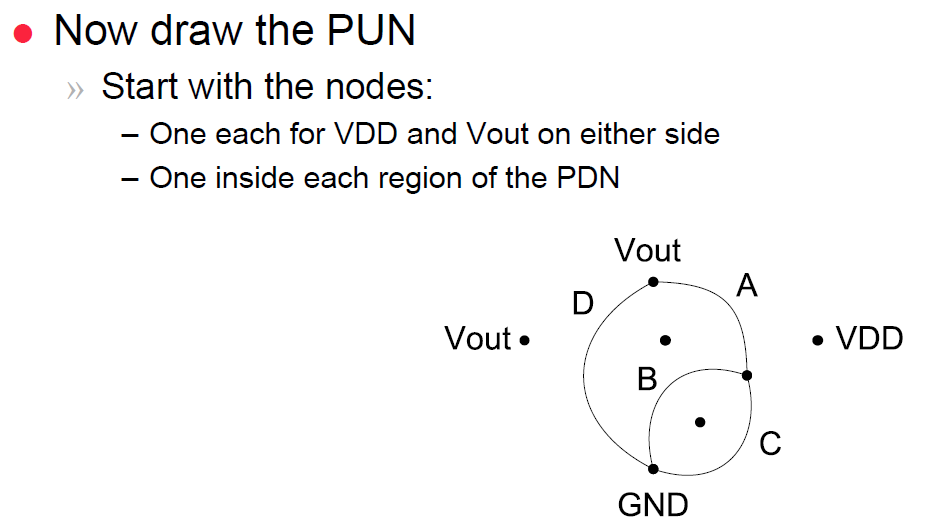 ● Now draw the PUN
» Start with the nodes:
– One each for VDD and Vout on either side
– One inside each region of the PDN
Vout
A
D
Vout
VDD
B
C
GND